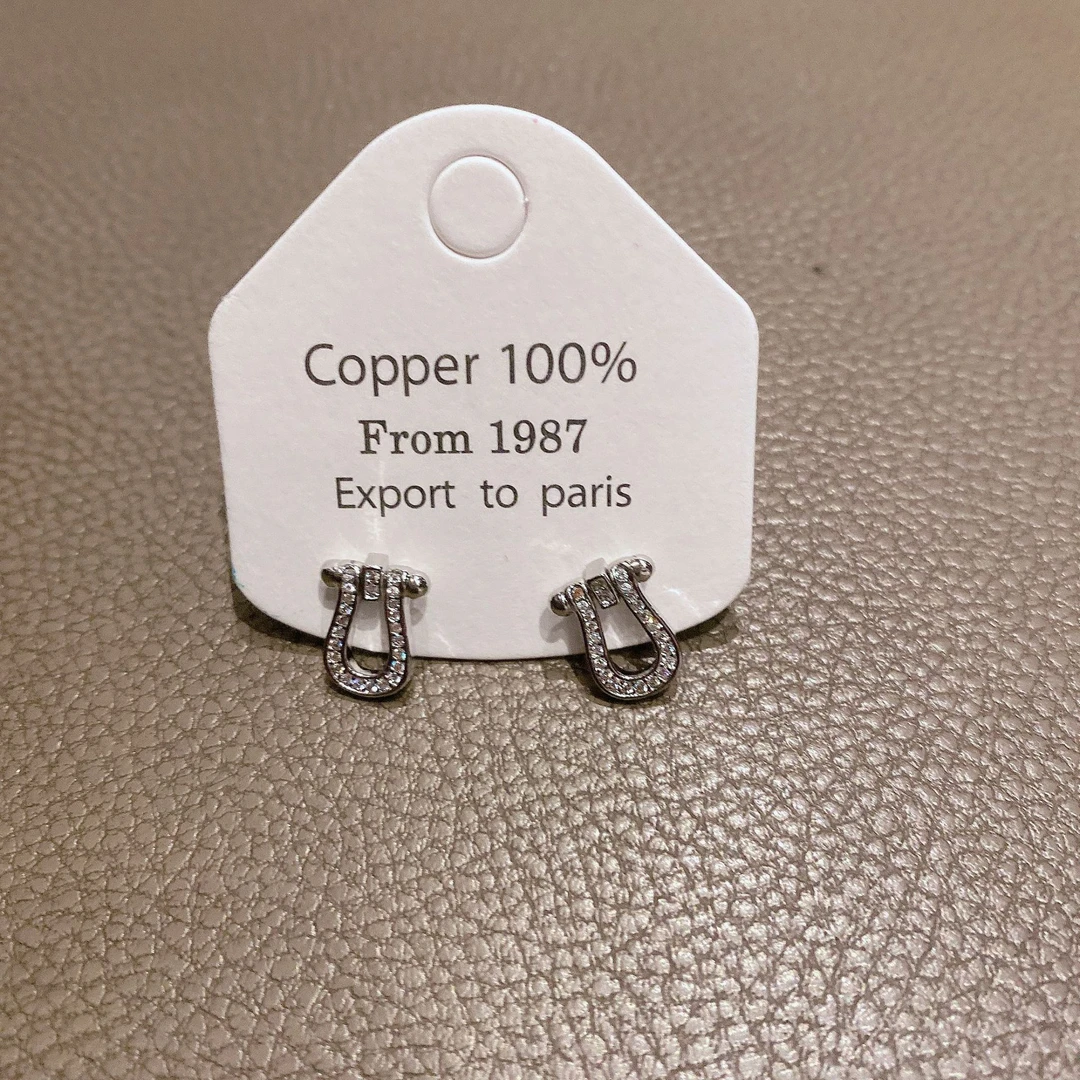 Copper 100%
From 1987
Export to paris